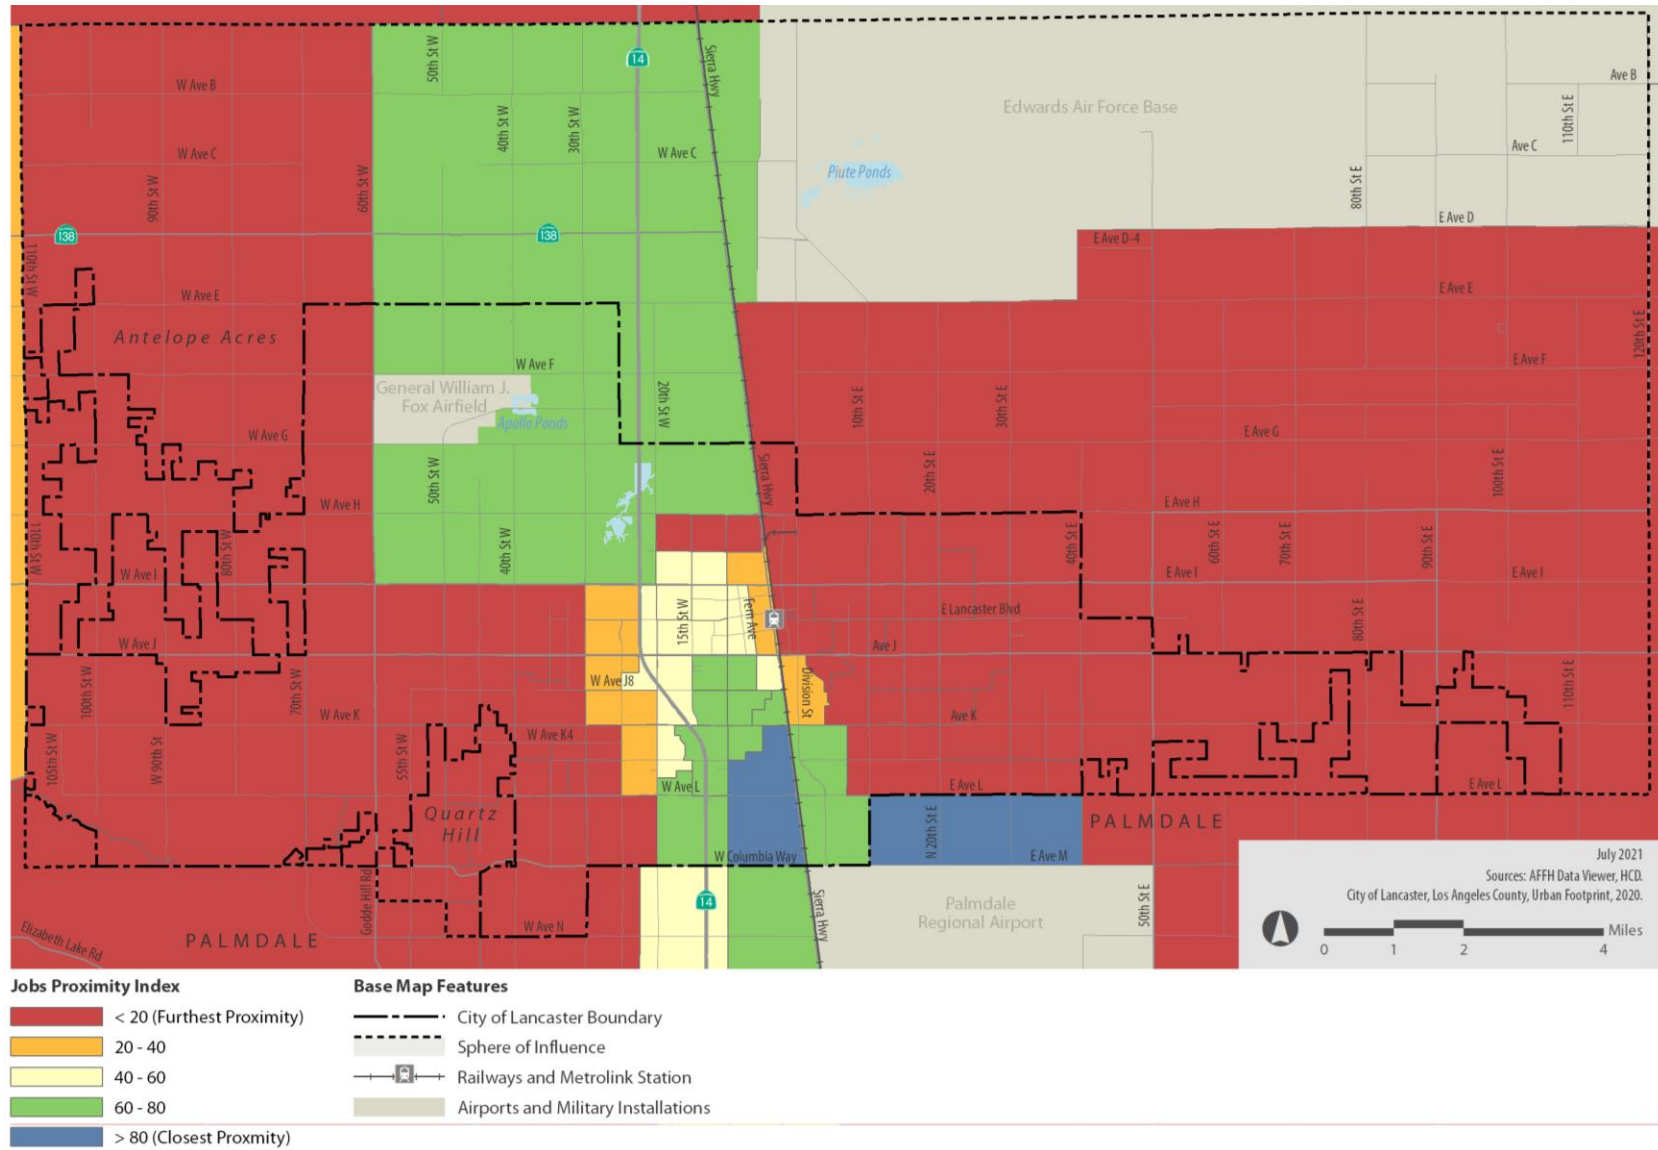 14
Sierra Hwy
50th St W
W Ave B
Ave B
Edwards Air Force Base
40th St W
30th St W
110th St E
W Ave C
W Ave C
Ave C
Piute Ponds
90th St W
60th St W
80th St E
E Ave D
138
138
E Ave D-4
110th St W
W Ave E
E Ave E
Antelope Acres
120th St E
W Ave F
E Ave F
General William J.
Fox Airfield
Apollo Ponds
20th St W
10th St E
30th St E
W Ave G
E Ave G
50th St W
Sierra Hwy
20th St E
100th St E
W Ave H
E Ave H
110th St W
80th St W
40th St W
40th St E
60th St E
70th St E
90th St E
W Ave I
E Ave I
E Ave I
15th St W
Fern Ave
E Lancaster Blvd
80th St E
W Ave J
Ave J
100th St W
70th St W
W Ave J8
Division St
110th St E
W Ave K
Ave K
W Ave K4
105th St W
W 90th St
55th St W
W Ave L
E Ave L
E Ave L
Quartz
Hill
N 20th St E
PALMDALE
W Columbia Way
E Ave M
Godde Hill Rd
14
Sierra Hwy
Palmdale
Regional Airport
50th St E
W Ave N
Elizabeth Lake Rd
PALMDALE
July 2021
Sources: AFFH Data Viewer, HCD.
City of Lancaster, Los Angeles County, Urban Footprint, 2020.
0 1 2 4 Miles
Jobs Proximity Index
< 20 (Furthest Proximity)
20 - 40
40 - 60
60 - 80
> 80 (Closest Proxmity)
Base Map Features
City of Lancaster Boundary
Sphere of Influence
Railways and Metrolink Station
Airports and Military Installations